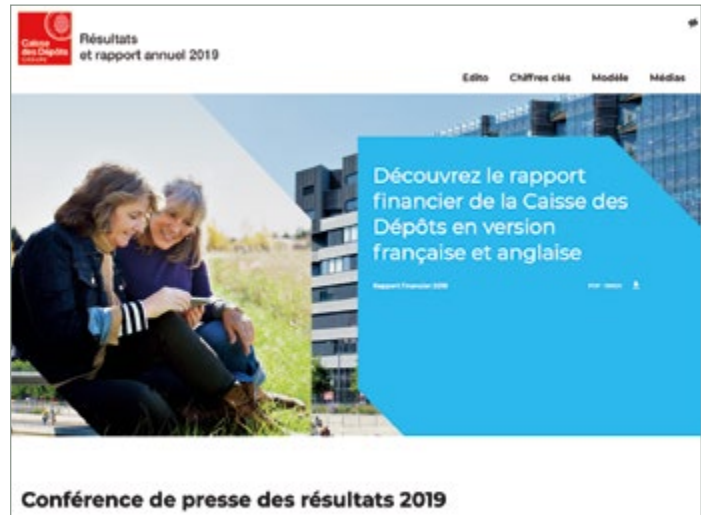 Caisse
des Dépôts
GROUPE
Résultats
et rapport annuel 2019
Edito Chiffres clés Modèle Médias
Découvrez le rapport
financier de la Caisse des
Dépôts en version
française et anglaise
Rapport financier 2019
Conférence de presse des résultats 2019